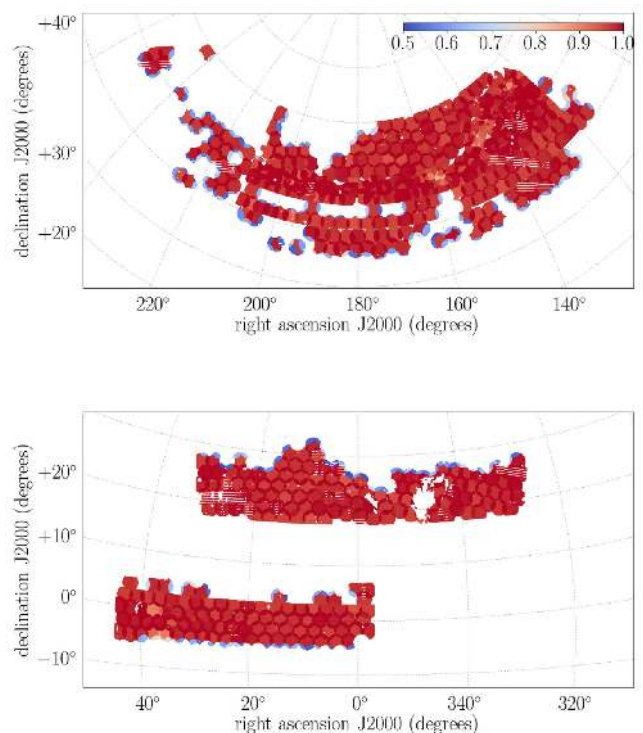 0.5 0.6 0.7 0.8 0.9 1.0
+40°
+30°
+20°
declination J2000 (degrees)
220° 200° 180° 160° 140°
right ascension J2000 (degrees)
+20°
+10°
0°
−10°
declination J2000 (degrees)
40° 20° 0° 340° 320°
right ascension J2000 (degrees)